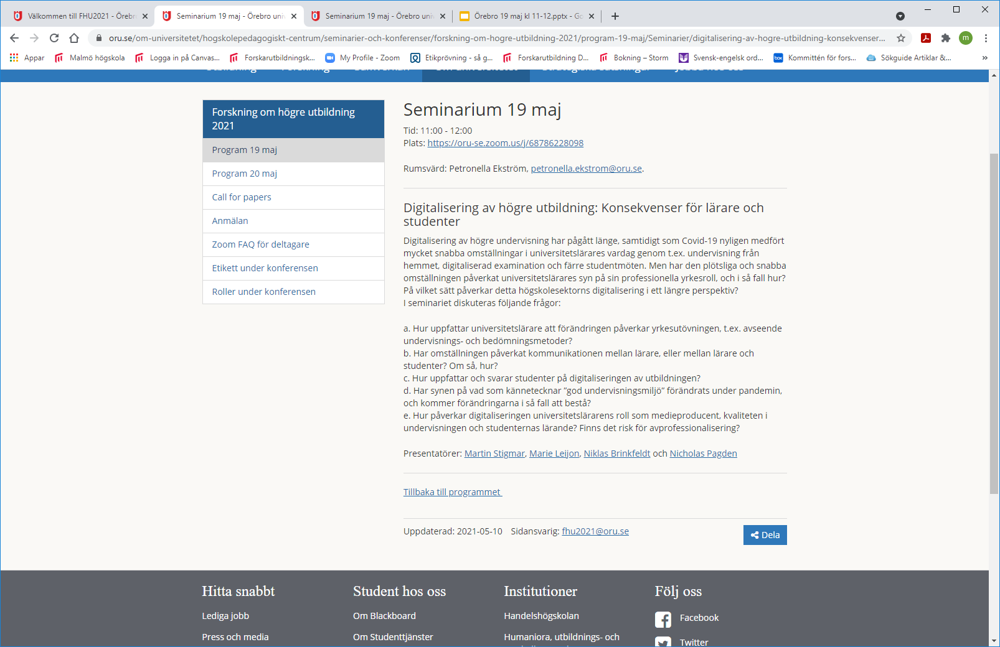 Välkommen till FHU2021 - Örebr
Seminarium 19 maj - Örebro univ
Seminarium 19 maj - Örebro univ
Örebro 19 maj kl 11-12.pptx - Go
oru.se/om-universitetet/hogskolepedagogiskt-centrum/seminarier-och-konferenser/forskning-om-hogre-utbildning-2021/program-19-maj/Seminarier/digitalisering-av-hogre-utbildning-konsekvenser...
m
Appar
Malmö högskola
Logga in på Canvas...
Forskarutbildningsk...
My Profile - Zoom
Etikprövning - så g...
Forskarutbildning D...
Bokning – Storm
Svensk-engelsk ord...
box
Kommittén för fors...
Sökguide Artiklar &...
»
Forskning om högre utbildning
2021
Program 19 maj
Program 20 maj
Call for papers
Anmälan
Zoom FAQ för deltagare
Etikett under konferensen
Roller under konferensen
Seminarium 19 maj
Tid: 11:00 - 12:00
Plats: https://oru-se.zoom.us/j/68786228098
Rumsvärd: Petronella Ekström, petronella.ekstrom@oru.se.
Digitalisering av högre utbildning: Konsekvenser för lärare och
studenter
Digitalisering av högre undervisning har pågått länge, samtidigt som Covid-19 nyligen medfört
mycket snabba omställningar i universitetslärares vardag genom t.ex. undervisning från
hemmet, digitaliserad examination och färre studentmöten. Men har den plötsliga och snabba
omställningen påverkat universitetslärares syn på sin professionella yrkesroll, och i så fall hur?
På vilket sätt påverkar detta högskolesektorns digitalisering i ett längre perspektiv?
I seminariet diskuteras följande frågor:
a. Hur uppfattar universitetslärare att förändringen påverkar yrkesutövningen, t.ex. avseende
undervisnings- och bedömningsmetoder?
b. Har omställningen påverkat kommunikationen mellan lärare, eller mellan lärare och
studenter? Om så, hur?
c. Hur uppfattar och svarar studenter på digitaliseringen av utbildningen?
d. Har synen på vad som kännetecknar ”god undervisningsmiljö” förändrats under pandemin,
och kommer förändringarna i så fall att bestå?
e. Hur påverkar digitaliseringen universitetslärarens roll som medieproducent, kvaliteten i
undervisningen och studenternas lärande? Finns det risk för avprofessionalisering?
Presentatörer: Martin Stigmar, Marie Leijon, Niklas Brinkfeldt och Nicholas Pagden
Tillbaka till programmet
Uppdaterad: 2021-05-10 Sidansvarig: fhu2021@oru.se
Dela
Hitta snabbt
Lediga jobb
Press och media
Student hos oss
Om Blackboard
Om Studenttjänster
Institutioner
Handelshögskolan
Humaniora, utbildnings- och
Följ oss
Facebook
Twitter